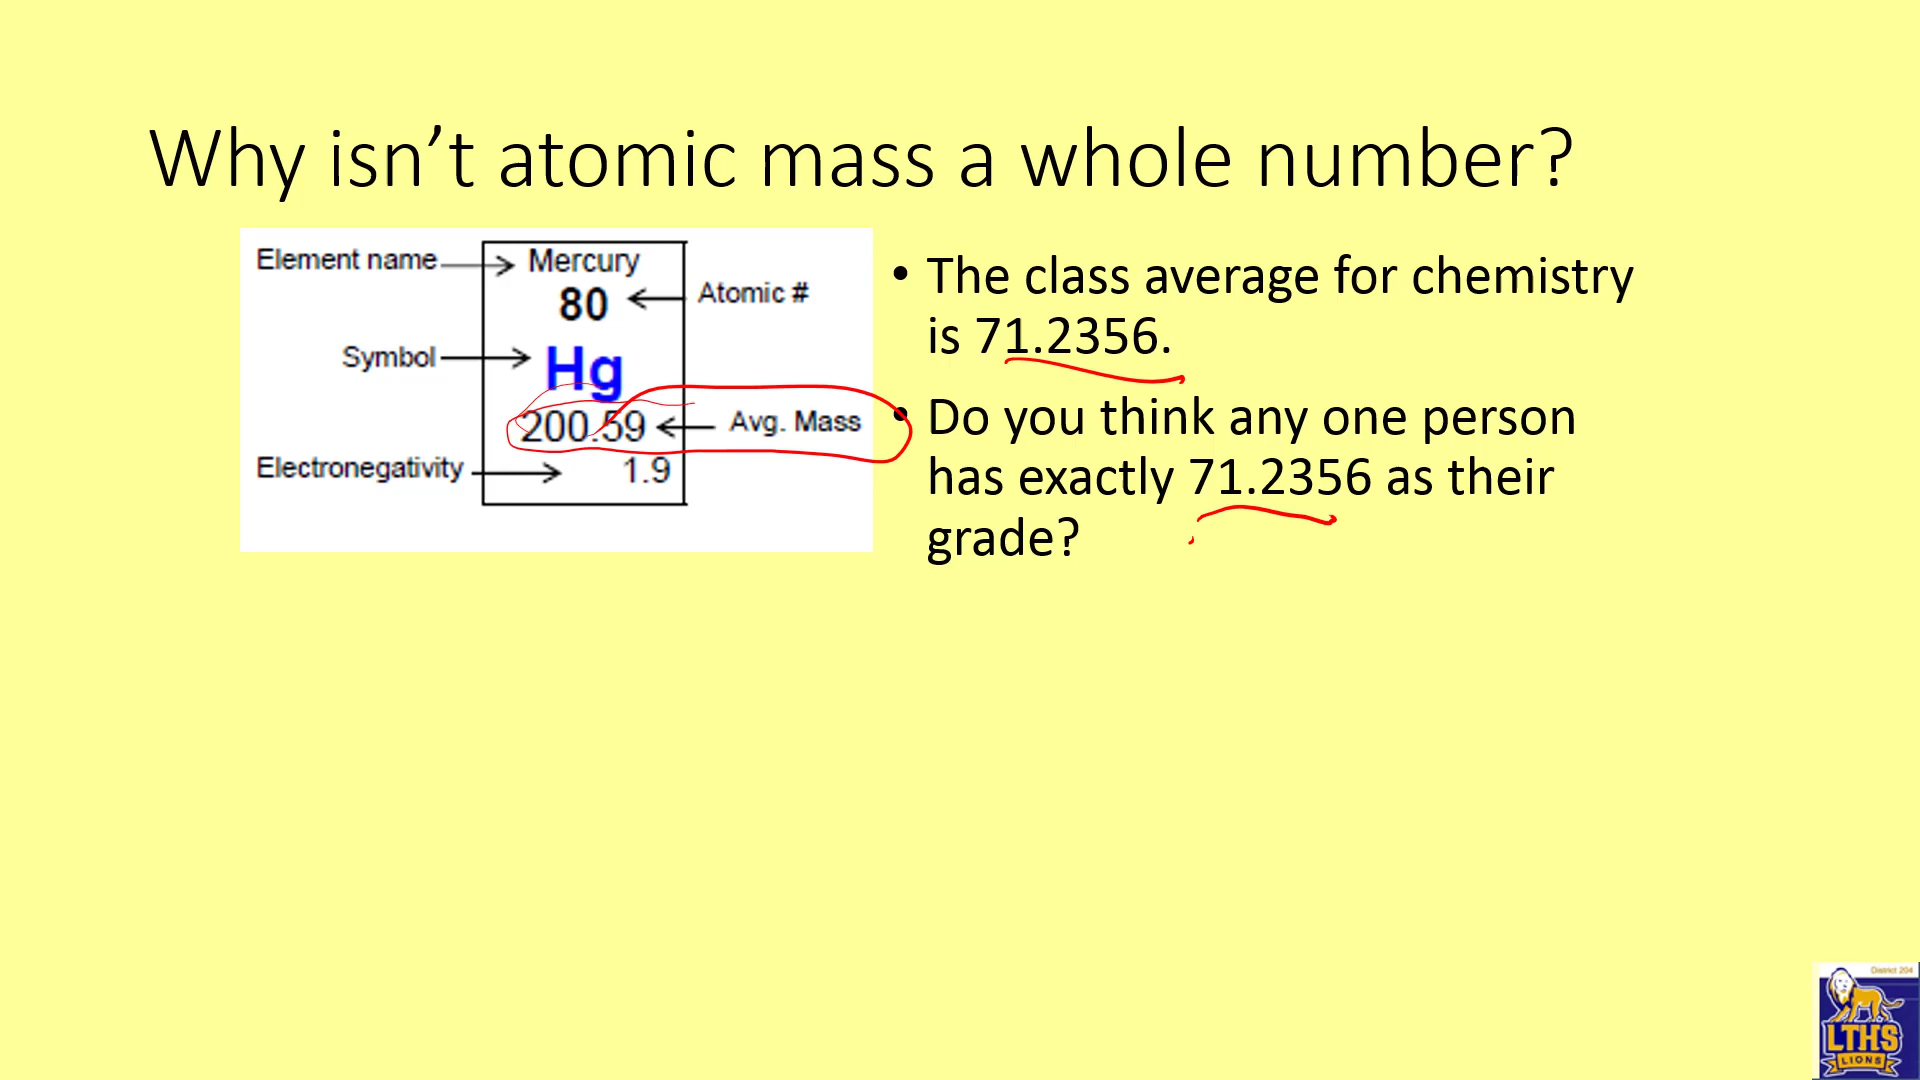 Why isn’t atomic mass a whole number?
Element name
Mercury
80
Atomic #
Symbol
Hg
200.59
Avg. Mass
Electronegativity
1.9
• The class average for chemistry
is 71.2356.
• Do you think any one person
has exactly 71.2356 as their
grade?
District 204
LTHS
LIONS